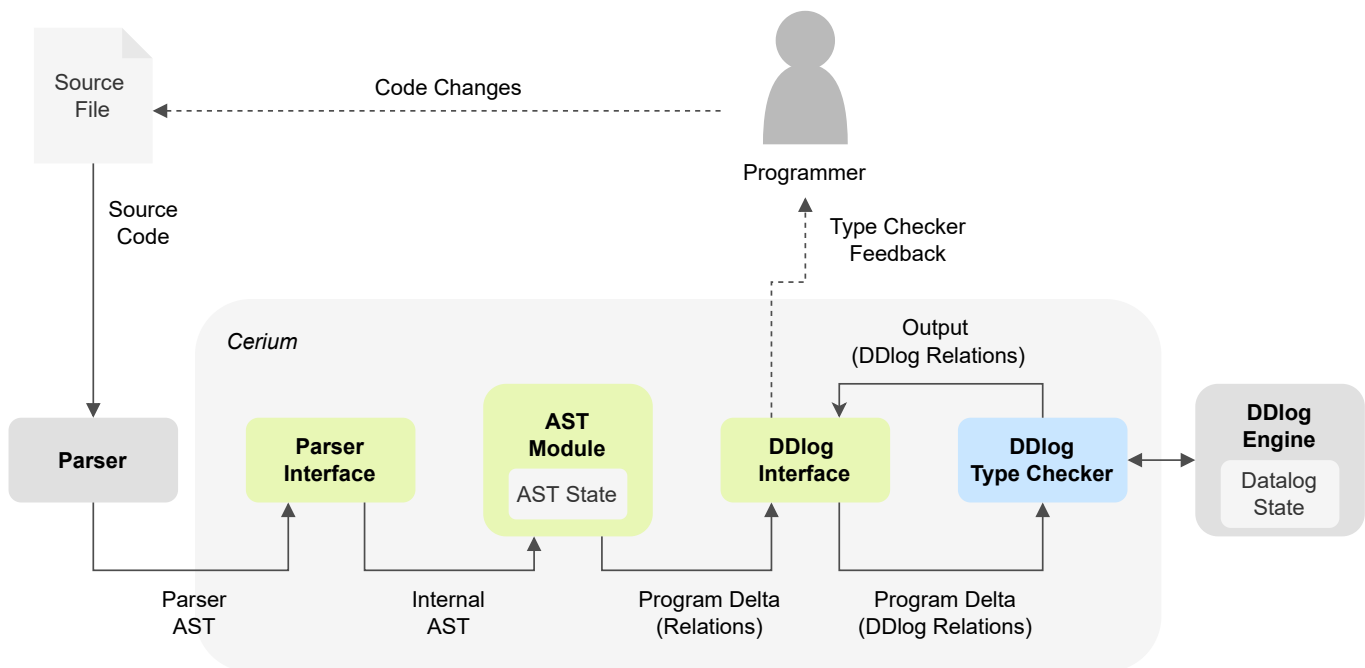 Source
File
Code Changes
Programmer
Source
Code
Type Checker
Feedback
Cerium
Output
(DDlog Relations)
Parser
Parser
Interface
AST
Module
AST State
DDlog
Interface
DDlog
Type Checker
DDlog
Engine
Datalog
State
Parser
AST
Internal
AST
Program Delta
(Relations)
Program Delta
(DDlog Relations)